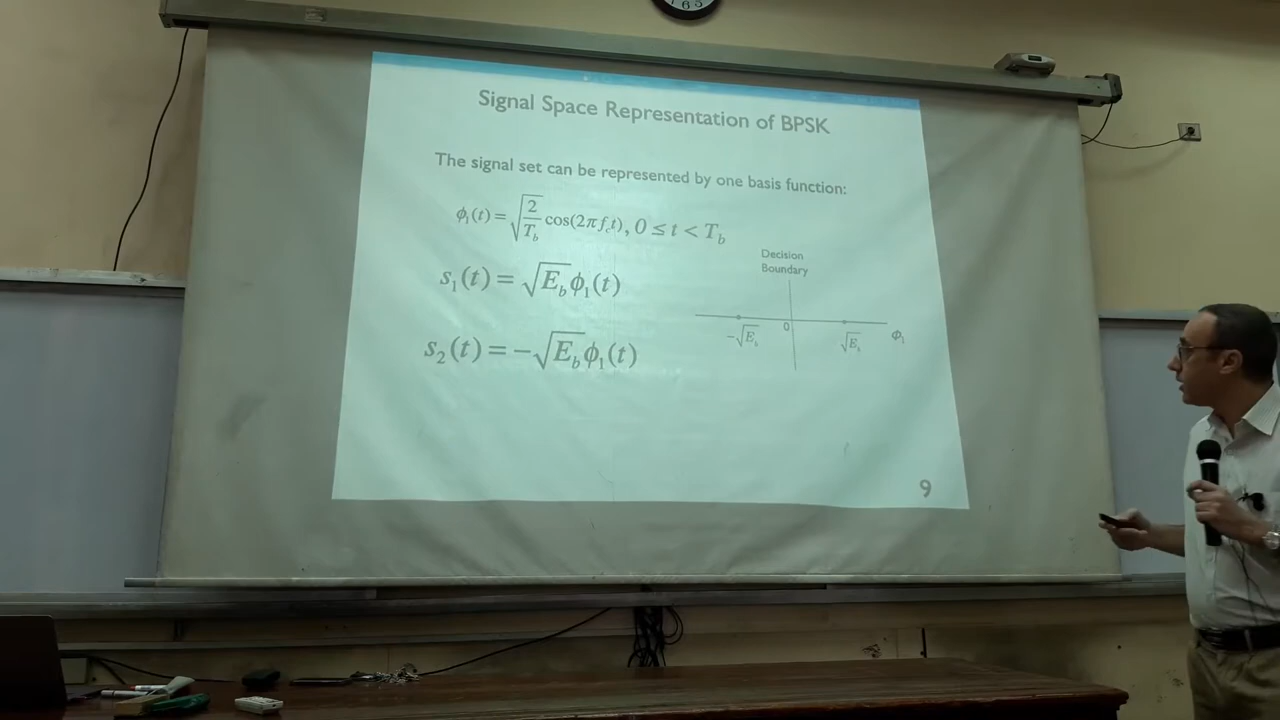 Signal Space Representation of BPSK
The signal set can be represented by one basis function:
ϕ₁(t) = √(2/T_b) cos(2πf_ct), 0 ≤ t < T_b
s₁(t) = √E_b ϕ₁(t)
s₂(t) = −√E_b ϕ₁(t)
Decision
Boundary
−√E_b 0 √E_b ϕ₁
9